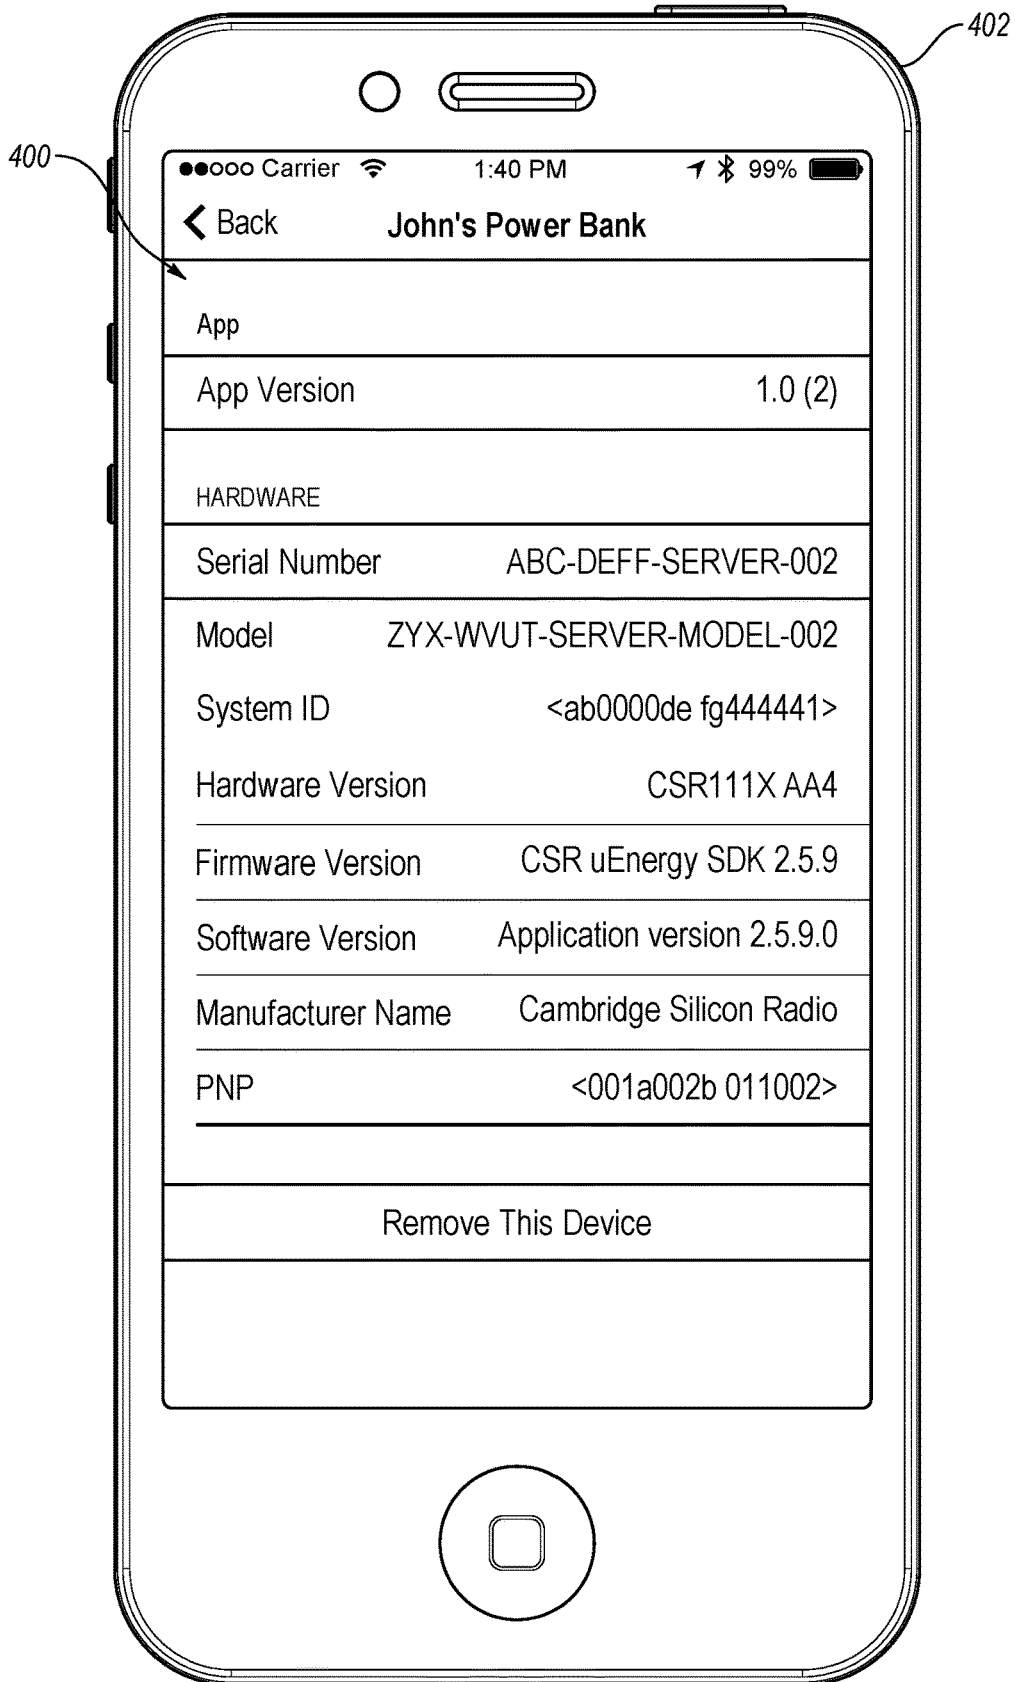 402
400
●●○○○ Carrier 1:40 PM 99%
Back John's Power Bank
App
App Version 1.0 (2)
HARDWARE
Serial Number ABC-DEFF-SERVER-002
Model ZYX-WVUT-SERVER-MODEL-002
System ID <ab0000de fg444441>
Hardware Version CSR111X AA4
Firmware Version CSR uEnergy SDK 2.5.9
Software Version Application version 2.5.9.0
Manufacturer Name Cambridge Silicon Radio
PNP <001a002b 011002>
Remove This Device